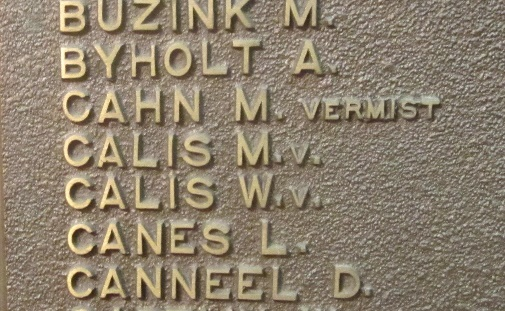 BUZINK M.
BYHOLT A.
CAHN M. VERMIST
CALIS M.V.
CALIS W.V.
CANES L.
CANNEEL D.